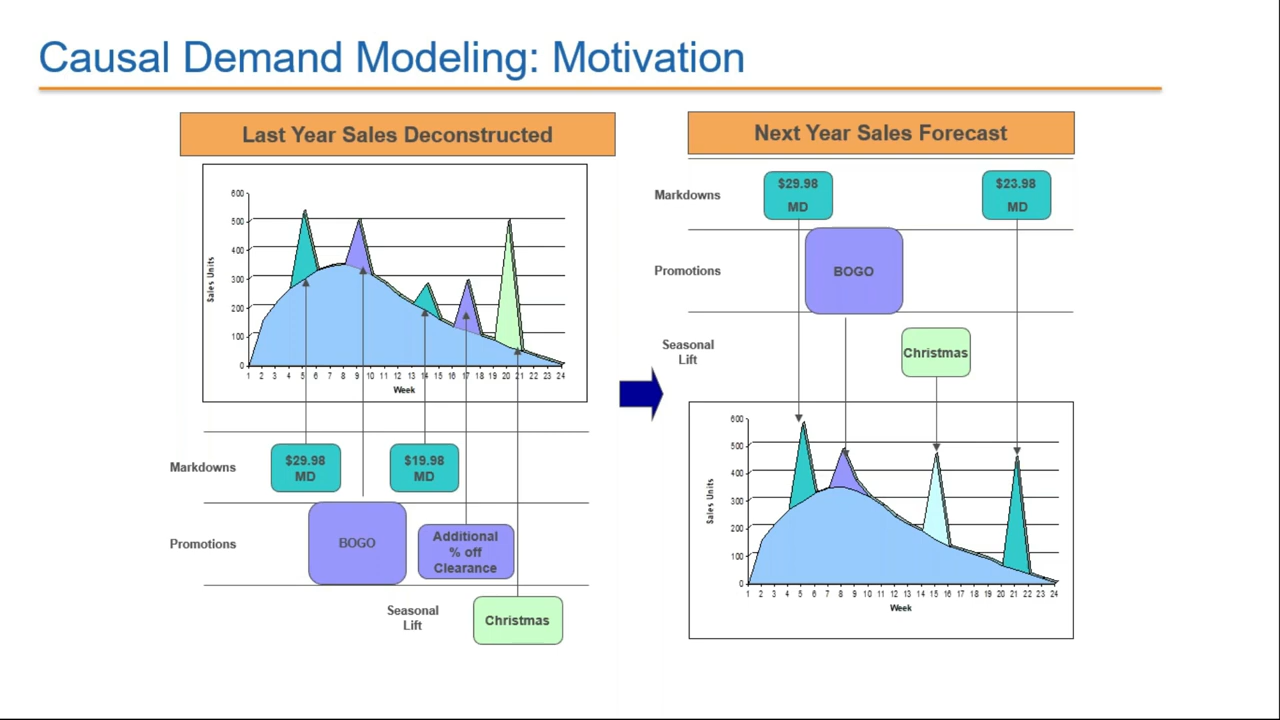 Causal Demand Modeling: Motivation
Last Year Sales Deconstructed
600
500
400
300
200
100
0
Sales Units
1 2 3 4 5 6 7 8 9 10 11 12 13 14 15 16 17 18 19 20 21 22 23 24
Week
Markdowns
$29.98
MD
$19.98
MD
Promotions
BOGO
Additional
% off
Clearance
Seasonal
Lift
Christmas
Next Year Sales Forecast
Markdowns
$29.98
MD
$23.98
MD
Promotions
BOGO
Seasonal
Lift
Christmas
600
500
400
300
200
100
0
Sales Units
1 2 3 4 5 6 7 8 9 10 11 12 13 14 15 16 17 18 19 20 21 22 23 24
Week